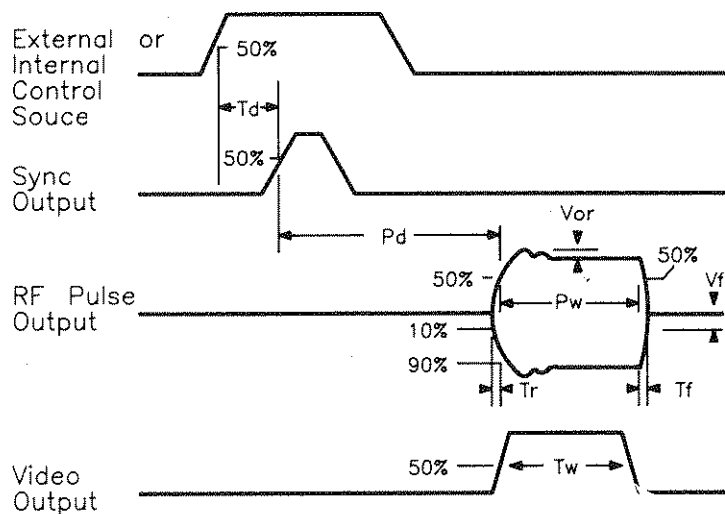 External or
Internal
Control
Souce
50%
Td
50%
Sync
Output
Vor
Pd
50%
50%
Vf
RF Pulse
Output
Pw
10%
90%
Tr
Tf
50%
Tw
Video
Output